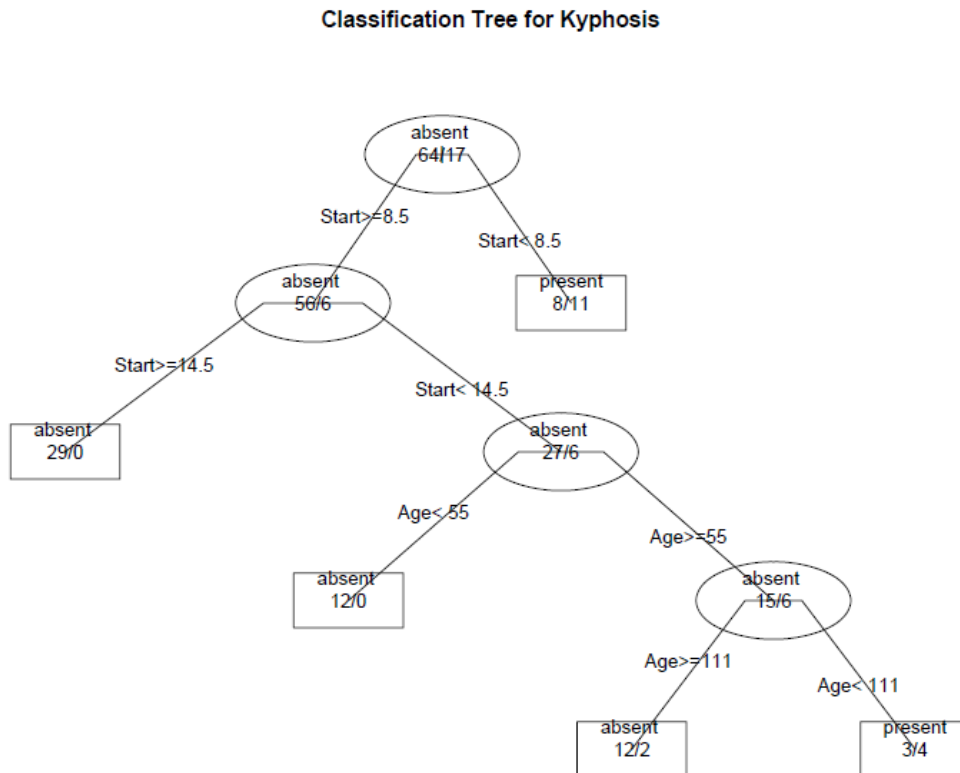 Classification Tree for Kyphosis
absent
64/17
Start>=8.5
Start< 8.5
absent
56/6
present
8/11
Start>=14.5
Start< 14.5
absent
29/0
absent
27/6
Age< 55
Age>=55
absent
12/0
absent
15/6
Age>=111
Age< 111
absent
12/2
present
3/4